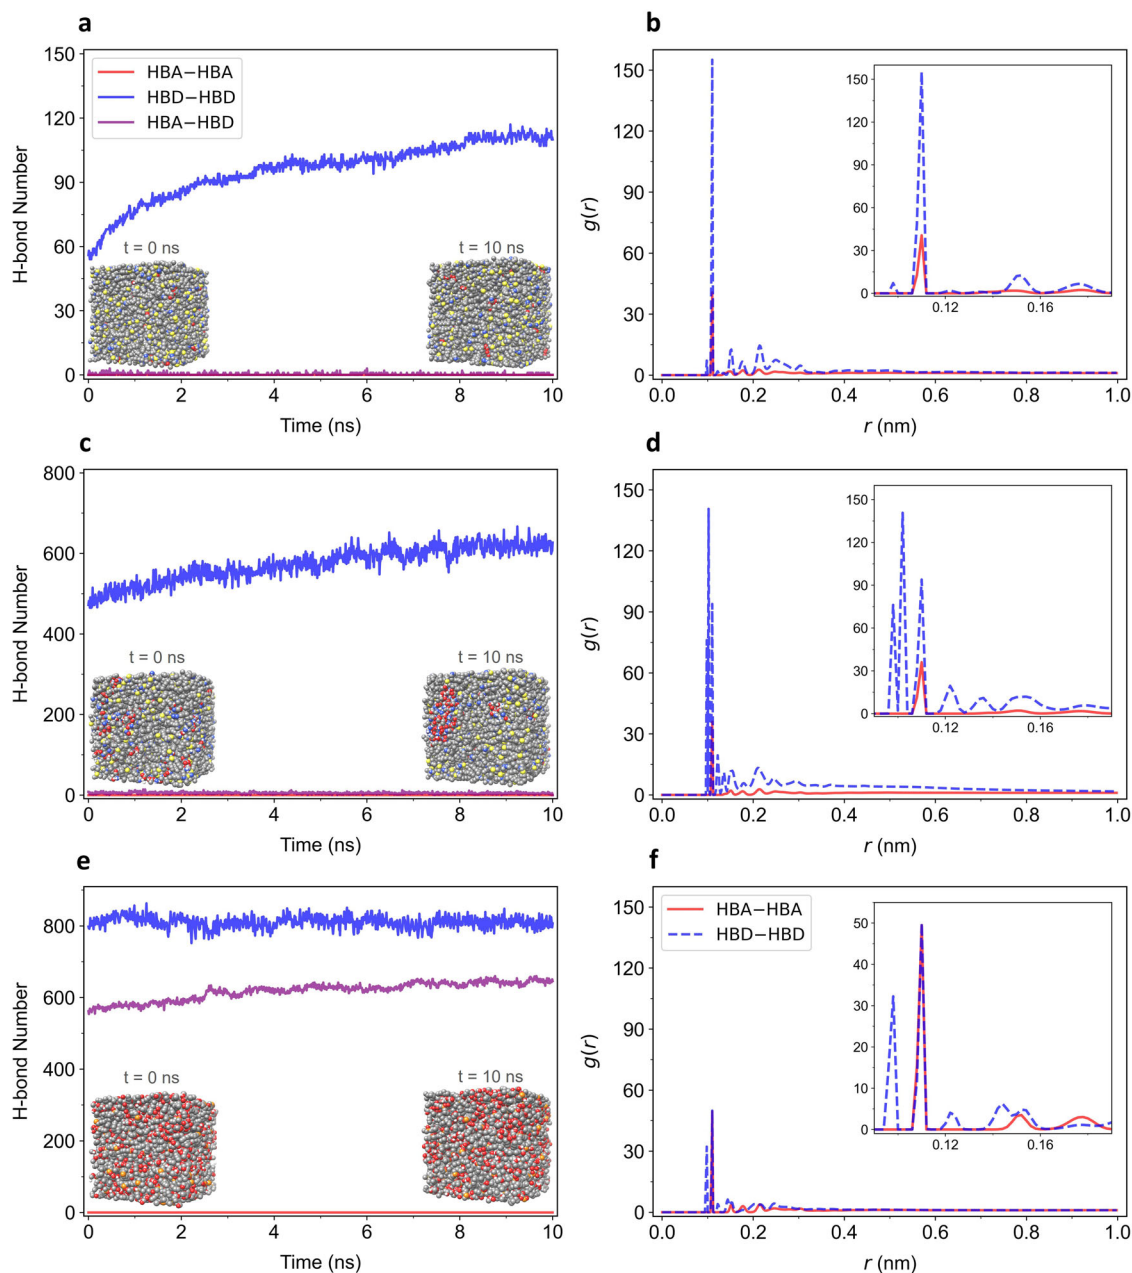 a
150
120
90
60
30
0
H-bond Number
HBA−HBA
HBD−HBD
HBA−HBD
t = 0 ns
t = 10 ns
0 2 4 6 8 10
Time (ns)
b
150
120
90
60
30
0
g(r)
150
120
90
60
30
0
0.12 0.16
0.0 0.2 0.4 0.6 0.8 1.0
r (nm)
c
800
600
400
200
0
H-bond Number
t = 0 ns
t = 10 ns
0 2 4 6 8 10
Time (ns)
d
150
120
90
60
30
0
g(r)
150
120
90
60
30
0
0.12 0.16
0.0 0.2 0.4 0.6 0.8 1.0
r (nm)
e
800
600
400
200
0
H-bond Number
t = 0 ns
t = 10 ns
0 2 4 6 8 10
Time (ns)
f
150
120
90
60
30
0
g(r)
HBA−HBA
HBD−HBD
50
40
30
20
10
0
0.12 0.16
0.0 0.2 0.4 0.6 0.8 1.0
r (nm)